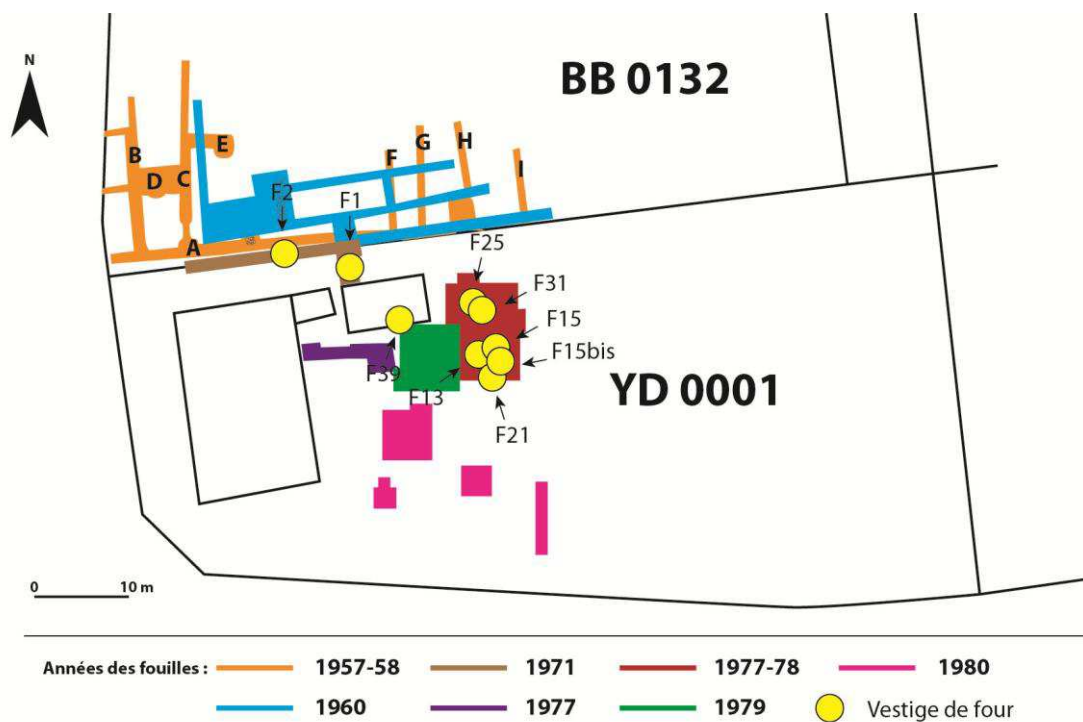 N
BB 0132
B
D
C
E
F
G
H
I
A
F2
F1
F25
F31
F15
F15bis
F39
F13
F21
YD 0001
0 10 m
Années des fouilles : 1957-58 1971 1977-78 1980
1960 1977 1979 Vestige de four